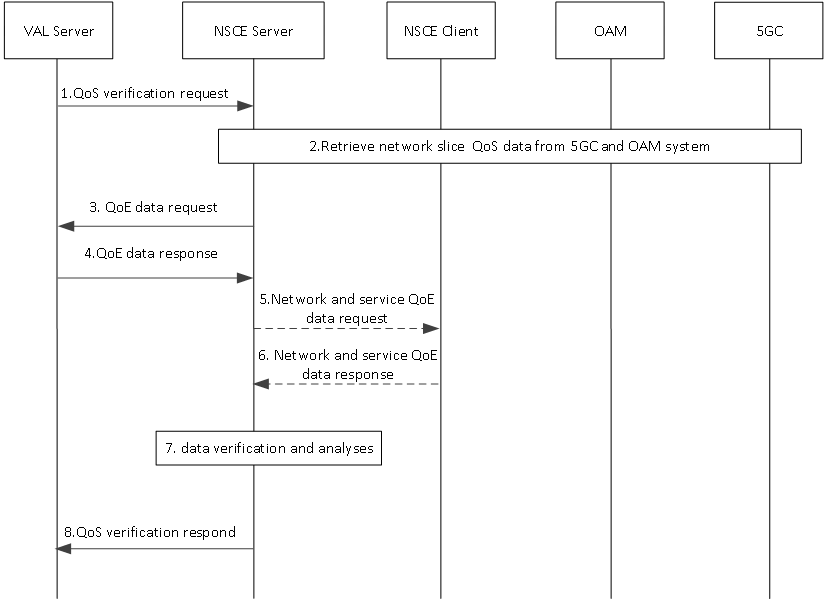 VAL Server
NSCE Server
NSCE Client
OAM
5GC
1.QoS verification request
2.Retrieve network slice QoS data from 5GC and OAM system
3. QoE data request
4.QoE data response
5.Network and service QoE
data request
6. Network and service QoE
data response
7. data verification and analyses
8.QoS verification respond